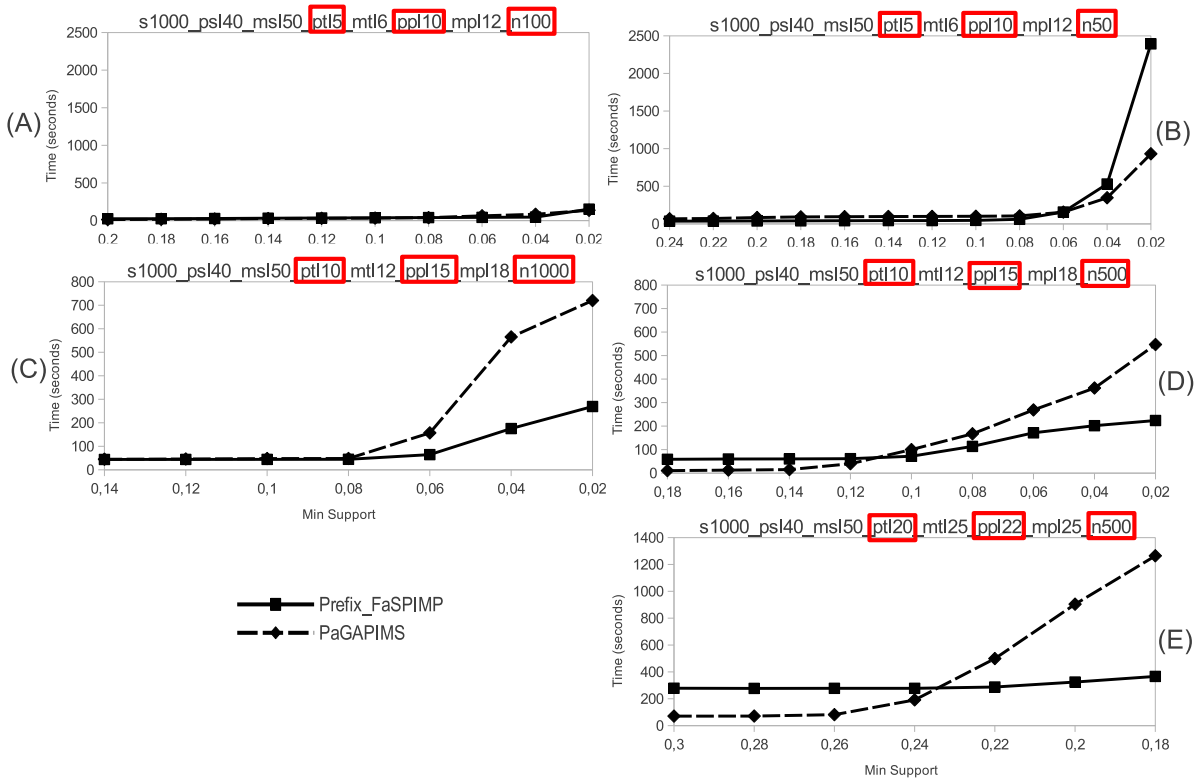 s1000_psl40_msl50_ptl5_mtl6_ppl10_mpl12_n100
(A)
Time (seconds)
2500
2000
1500
1000
500
0
0.2 0.18 0.16 0.14 0.12 0.1 0.08 0.06 0.04 0.02
s1000_psl40_msl50_ptl5_mtl6_ppl10_mpl12_n50
(B)
Time (seconds)
2500
2000
1500
1000
500
0
0.24 0.22 0.2 0.18 0.16 0.14 0.12 0.1 0.08 0.06 0.04 0.02
s1000_psl40_msl50_ptl10_mtl12_ppl15_mpl18_n1000
(C)
Time (seconds)
800
700
600
500
400
300
200
100
0
0,14 0,12 0,1 0,08 0,06 0,04 0,02
Min Support
s1000_psl40_msl50_ptl10_mtl12_ppl15_mpl18_n500
(D)
Time (seconds)
800
700
600
500
400
300
200
100
0
0,18 0,16 0,14 0,12 0,1 0,08 0,06 0,04 0,02
Prefix_FaSPIMP
PaGAPIMS
s1000_psl40_msl50_ptl20_mtl25_ppl22_mpl25_n500
(E)
Time (seconds)
1400
1200
1000
800
600
400
200
0
0,3 0,28 0,26 0,24 0,22 0,2 0,18
Min Support